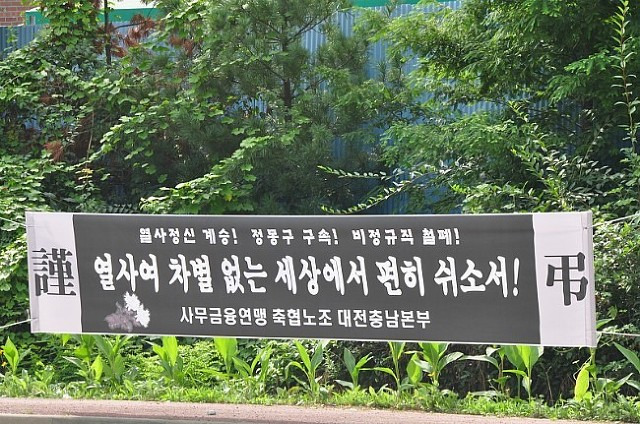 謹
열사정신 계승! 정몽구 구속! 비정규직 철폐!
열사여 차별 없는 세상에서 편히 쉬소서!
사무금융연맹 축협노조 대전충남본부
弔